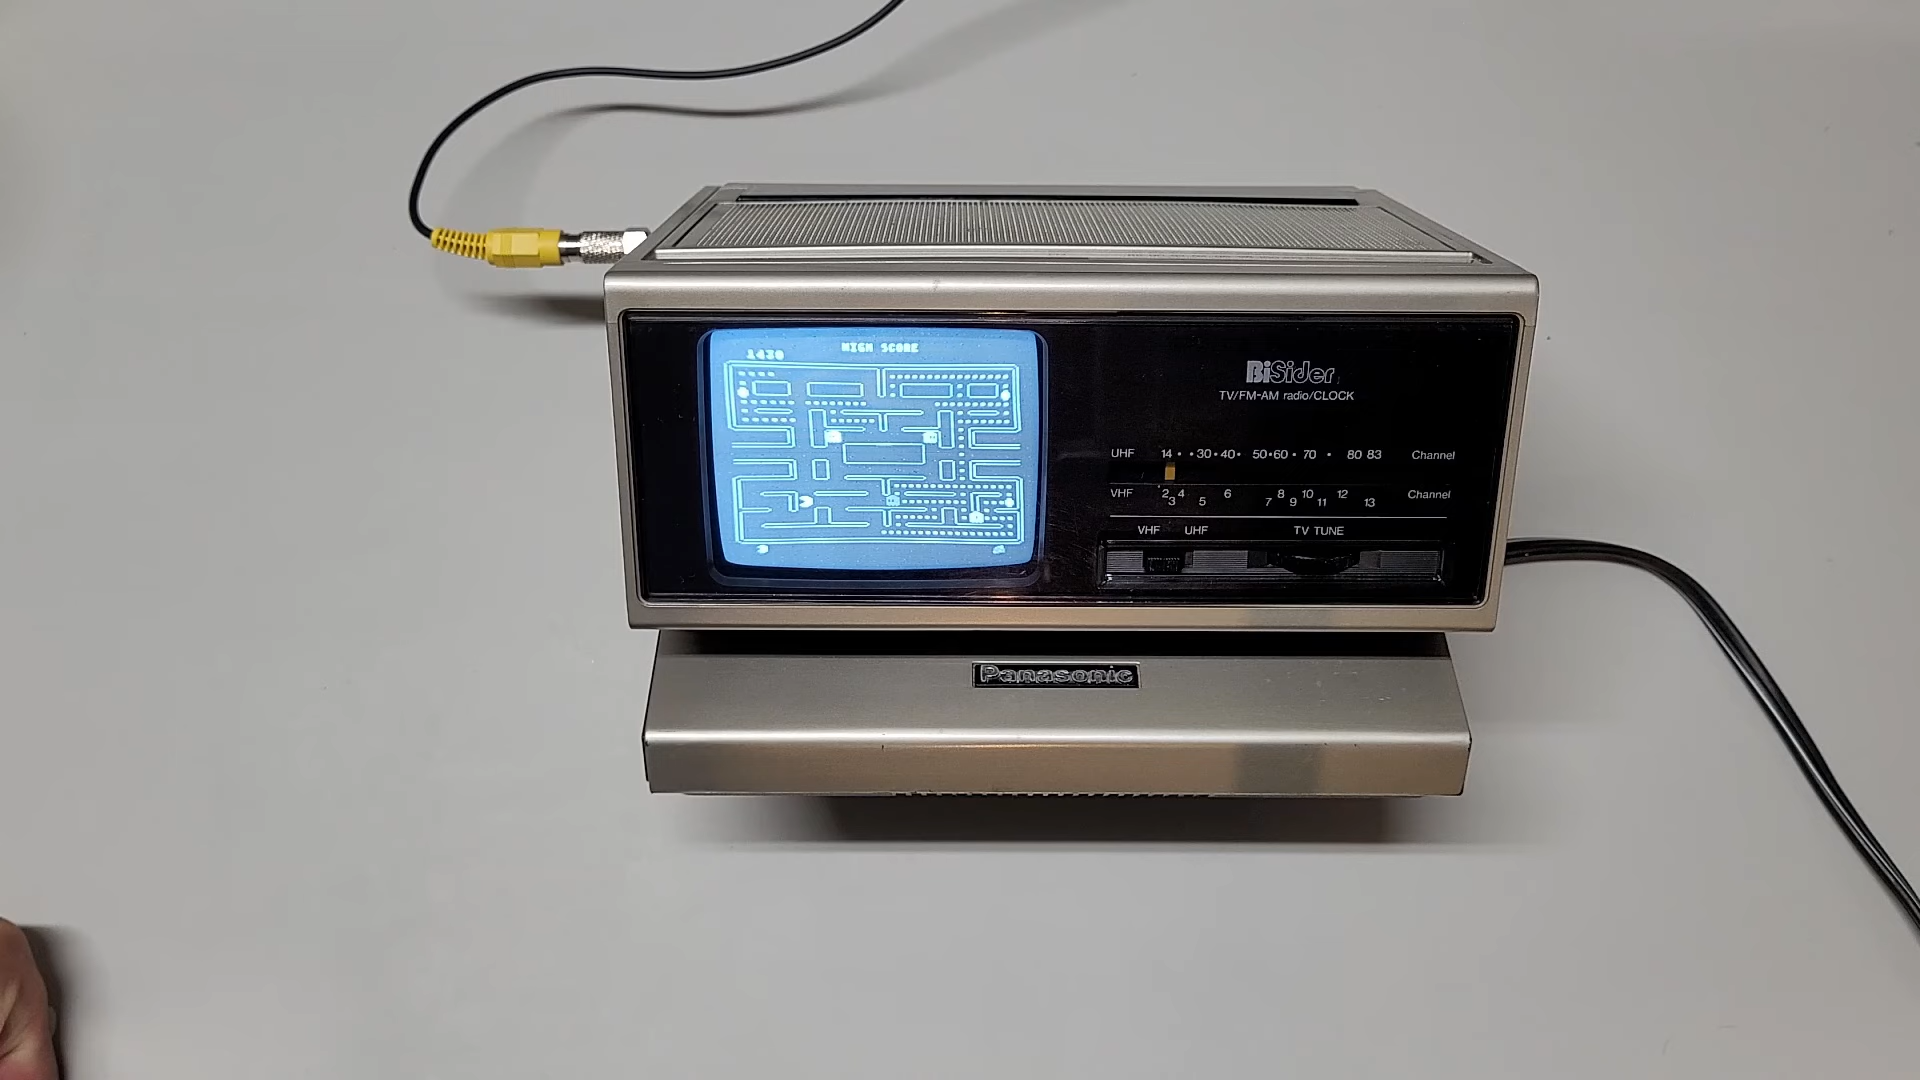 HIGH SCORE
1430
BiSider
TV/FM-AM radio/CLOCK
UHF 14 • • 30 • 40 • 50 • 60 • 70 • 80 83 Channel
VHF 2 3 4 5 6 7 8 9 10 11 12 13 Channel
VHF UHF TV TUNE
Panasonic